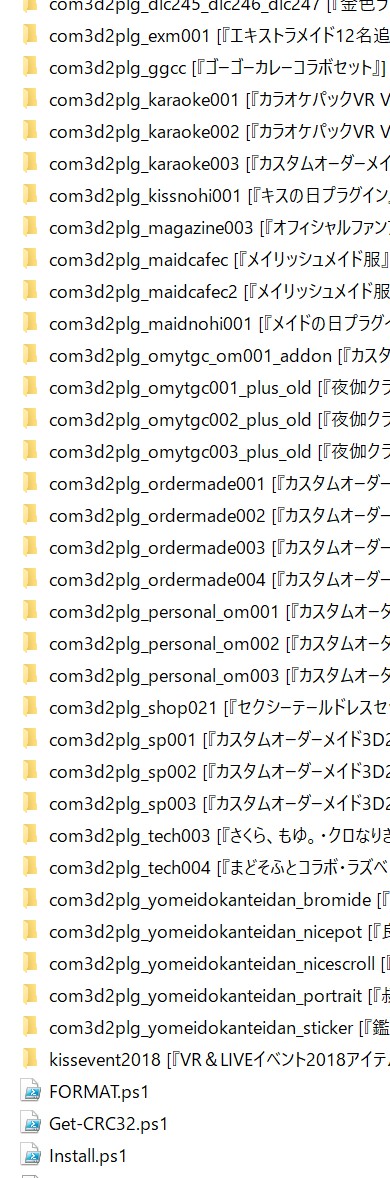 com3d2plg_dlc245_dlc246_dlc247 [『金色ラ
com3d2plg_exm001 [『エキストラメイド12名追
com3d2plg_ggcc [『ゴーゴーカレーコラボセット』]
com3d2plg_karaoke001 [『カラオケパックVR V
com3d2plg_karaoke002 [『カラオケパックVR V
com3d2plg_karaoke003 [『カスタムオーダーメイ
com3d2plg_kissnohi001 [『キスの日プラグイン』
com3d2plg_magazine003 [『オフィシャルファンブ
com3d2plg_maidcafec [『メイリッシュメイド服』
com3d2plg_maidcafec2 [『メイリッシュメイド服
com3d2plg_maidnohi001 [『メイドの日プラグイ
com3d2plg_omytgc_om001_addon [『カスタ
com3d2plg_omytgc001_plus_old [『夜伽クラ
com3d2plg_omytgc002_plus_old [『夜伽クラ
com3d2plg_omytgc003_plus_old [『夜伽クラ
com3d2plg_ordermade001 [『カスタムオーダー
com3d2plg_ordermade002 [『カスタムオーダー
com3d2plg_ordermade003 [『カスタムオーダー
com3d2plg_ordermade004 [『カスタムオーダー
com3d2plg_personal_om001 [『カスタムオーダ
com3d2plg_personal_om002 [『カスタムオーダ
com3d2plg_personal_om003 [『カスタムオーダ
com3d2plg_shop021 [『セクシーテールドレスセッ
com3d2plg_sp001 [『カスタムオーダーメイド3D2
com3d2plg_sp002 [『カスタムオーダーメイド3D2
com3d2plg_sp003 [『カスタムオーダーメイド3D2
com3d2plg_tech003 [『さくら、もゆ。・クロなりき
com3d2plg_tech004 [『まどそふとコラボ・ラズベ
com3d2plg_yomeidokanteidan_bromide [『
com3d2plg_yomeidokanteidan_nicepot [『良
com3d2plg_yomeidokanteidan_nicescroll [『
com3d2plg_yomeidokanteidan_portrait [『叔
com3d2plg_yomeidokanteidan_sticker [『鑑
kissevent2018 [『VR＆LIVEイベント2018アイテム
FORMAT.ps1
Get-CRC32.ps1
Install.ps1